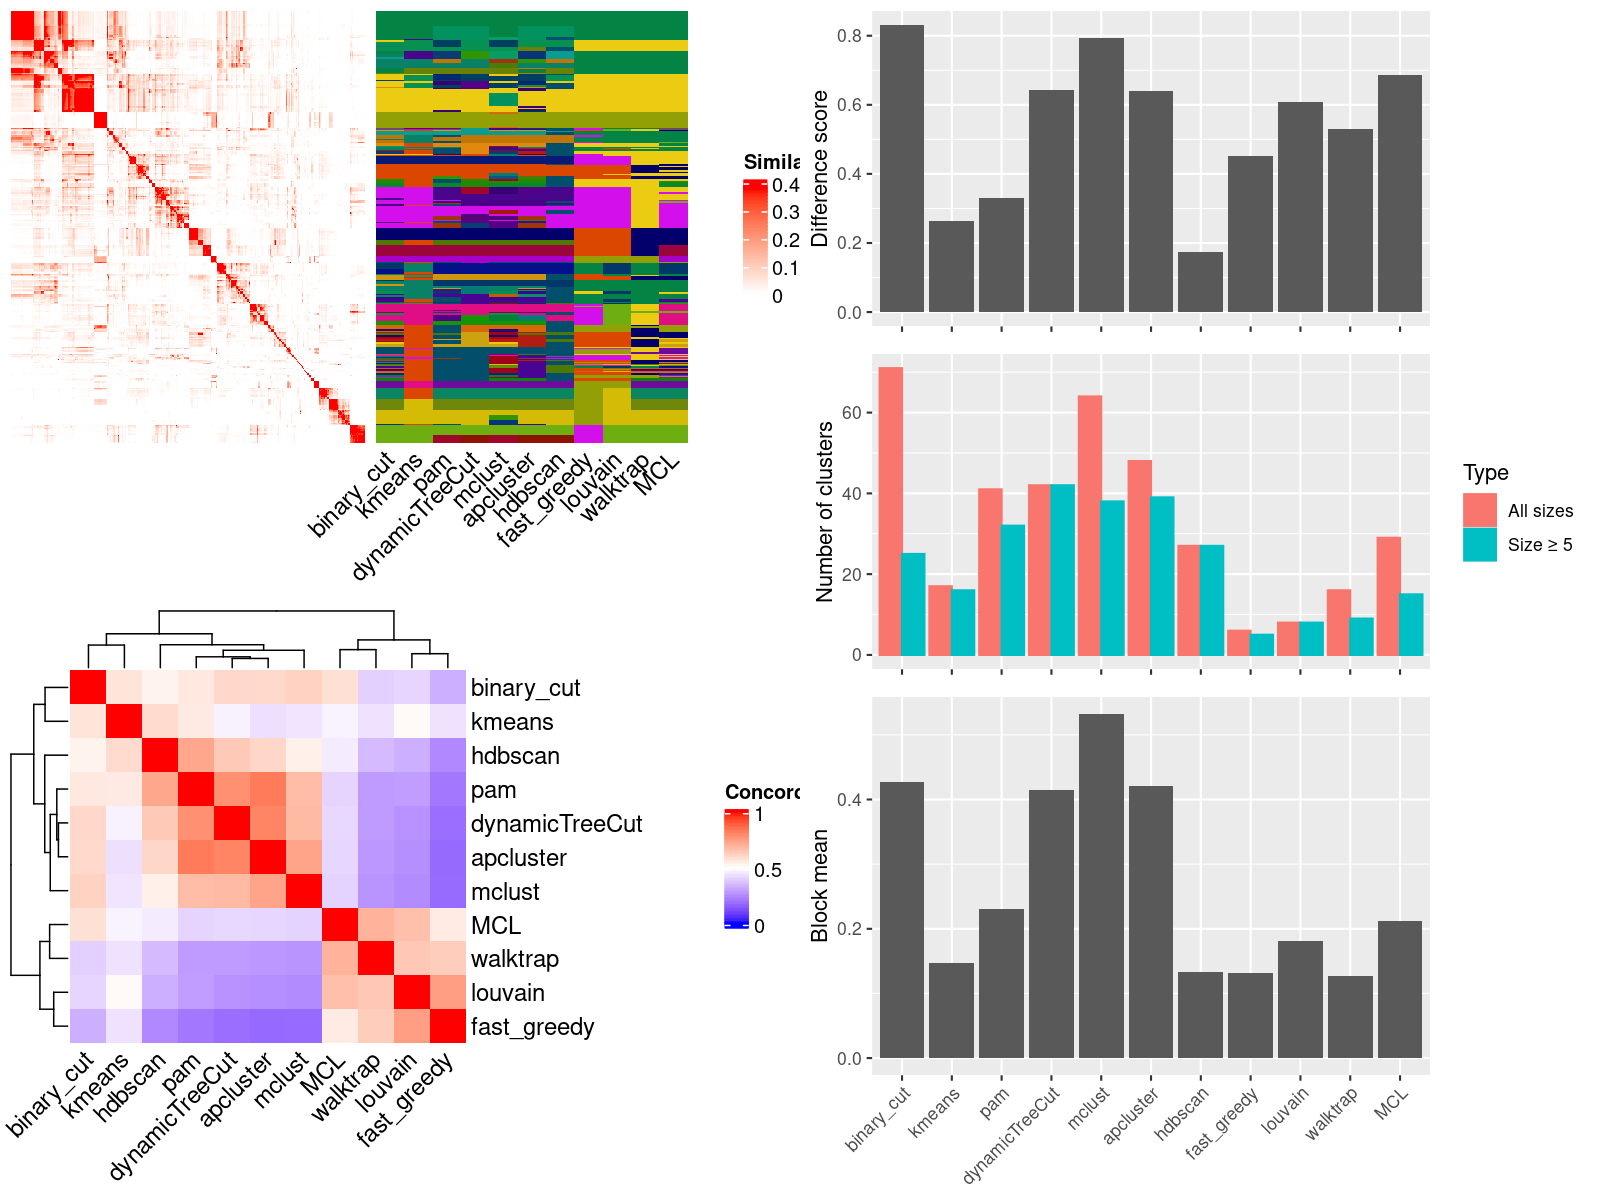 Simila
0.4
0.3
0.2
0.1
0
binary_cut
kmeans
pam
dynamicTreeCut
mclust
apcluster
hdbscan
fast_greedy
louvain
walktrap
MCL
binary_cut
kmeans
hdbscan
pam
dynamicTreeCut
apcluster
mclust
MCL
walktrap
louvain
fast_greedy
binary_cut
kmeans
hdbscan
pam
dynamicTreeCut
apcluster
mclust
MCL
walktrap
louvain
fast_greedy
Concord
1
0.5
0
Difference score
0.8
0.6
0.4
0.2
0.0
Number of clusters
60
40
20
0
Type
All sizes
Size ≥ 5
Block mean
0.4
0.2
0.0
binary_cut
kmeans
pam
dynamicTreeCut
mclust
apcluster
hdbscan
fast_greedy
louvain
walktrap
MCL